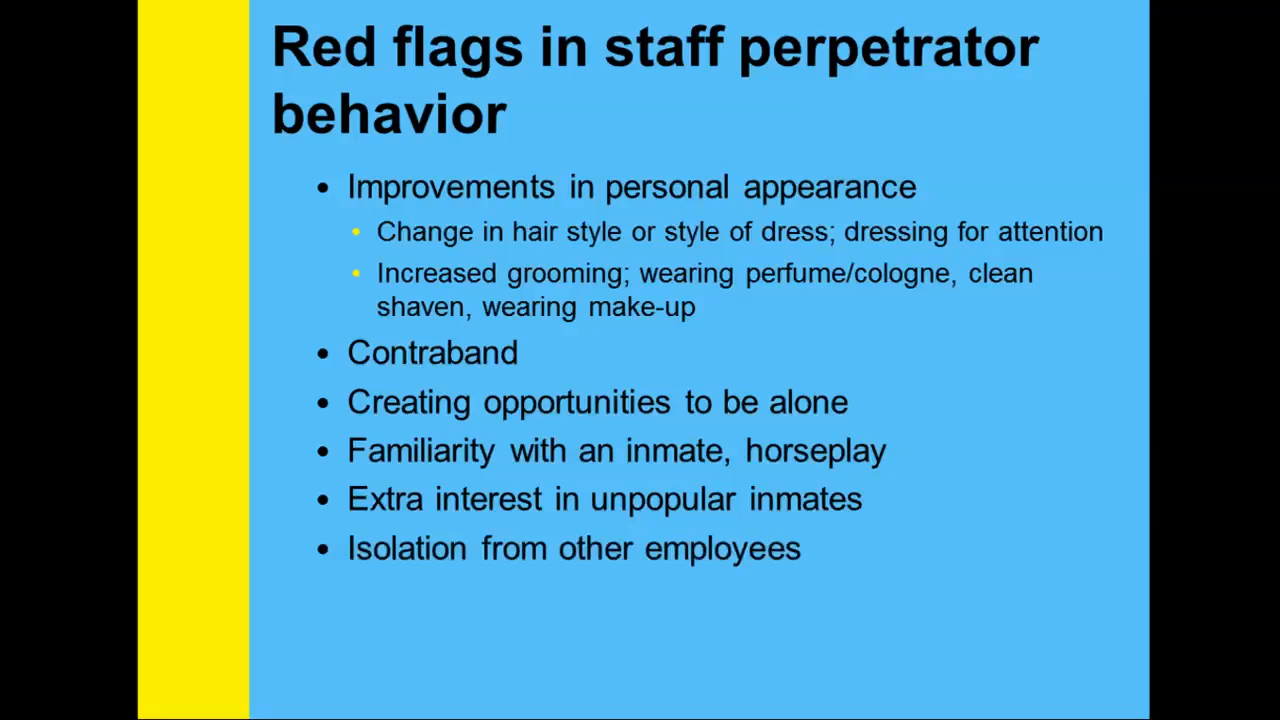 Red flags in staff perpetrator
behavior
• Improvements in personal appearance
• Change in hair style or style of dress; dressing for attention
• Increased grooming; wearing perfume/cologne, clean
shaven, wearing make-up
• Contraband
• Creating opportunities to be alone
• Familiarity with an inmate, horseplay
• Extra interest in unpopular inmates
• Isolation from other employees